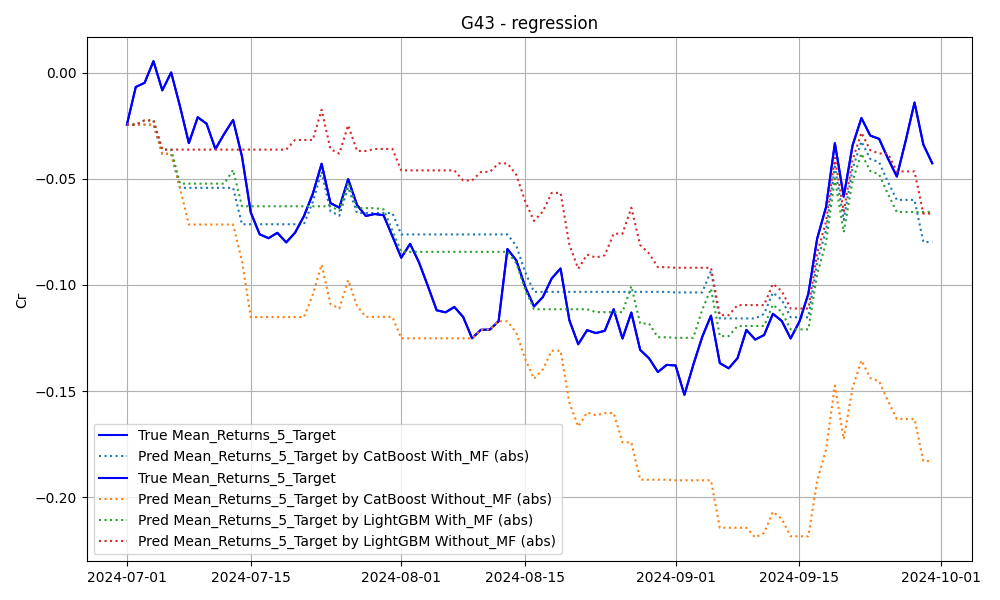 G43 - regression
0.00
−0.05
−0.10
−0.15
−0.20
Cr
True Mean_Returns_5_Target
Pred Mean_Returns_5_Target by CatBoost With_MF (abs)
True Mean_Returns_5_Target
Pred Mean_Returns_5_Target by CatBoost Without_MF (abs)
Pred Mean_Returns_5_Target by LightGBM With_MF (abs)
Pred Mean_Returns_5_Target by LightGBM Without_MF (abs)
2024-07-01 2024-07-15 2024-08-01 2024-08-15 2024-09-01 2024-09-15 2024-10-01